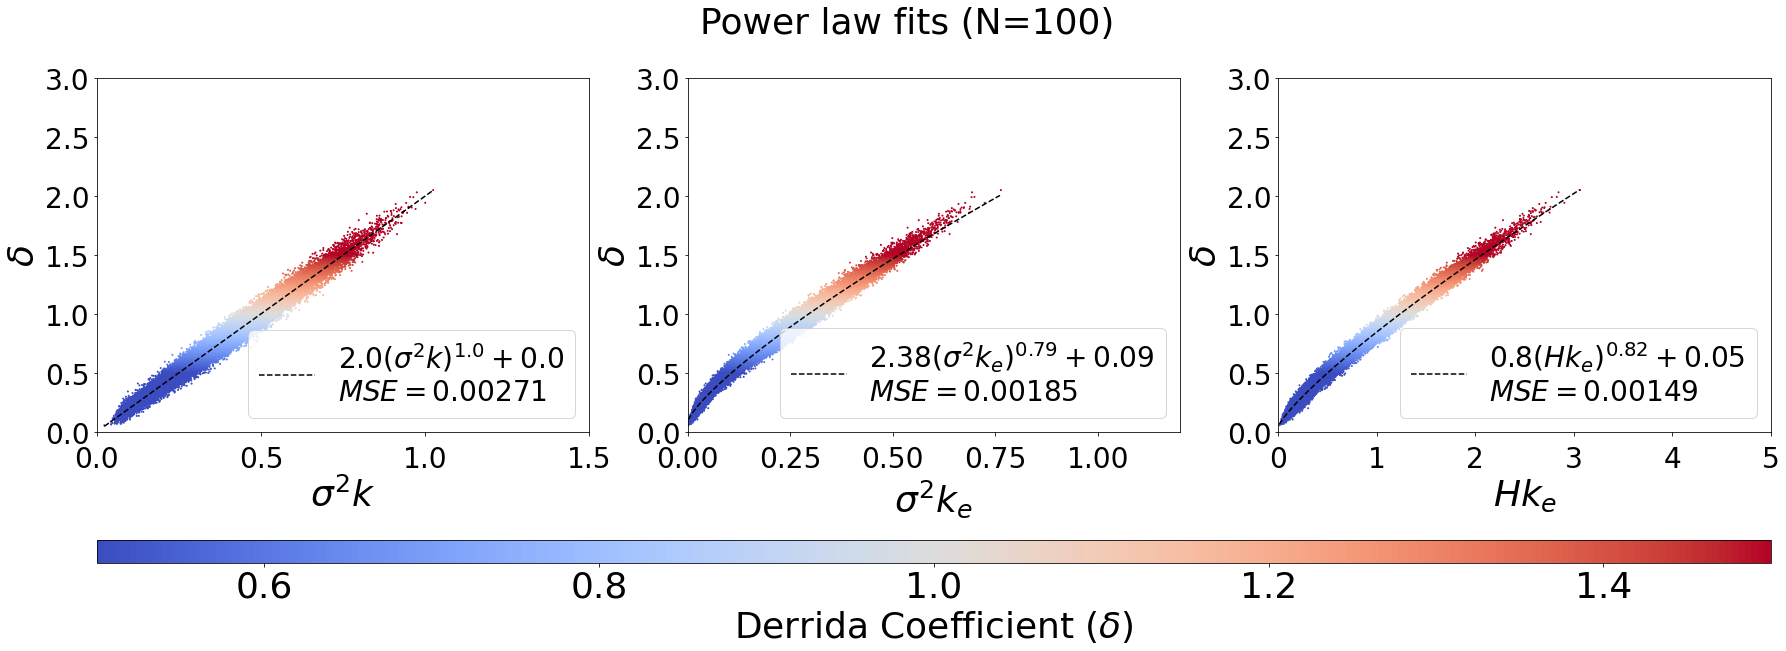 Power law fits (N=100)
3.0
2.5
2.0
1.5
1.0
0.5
0.0
δ
0.0 0.5 1.0 1.5
σ²k
2.0(σ²k)^{1.0} + 0.0
MSE = 0.00271
3.0
2.5
2.0
1.5
1.0
0.5
0.0
δ
0.00 0.25 0.50 0.75 1.00
σ²k_e
2.38(σ²k_e)^{0.79} + 0.09
MSE = 0.00185
3.0
2.5
2.0
1.5
1.0
0.5
0.0
δ
0 1 2 3 4 5
Hk_e
0.8(Hk_e)^{0.82} + 0.05
MSE = 0.00149
0.6 0.8 1.0 1.2 1.4
Derrida Coefficient (δ)